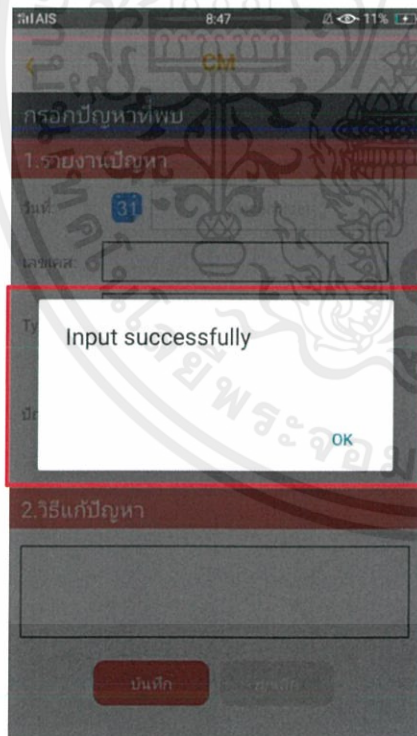 AIS 8:47 11%
CM
กรอกปัญหาที่พบ
1.รายงานปัญหา
วันที่ 31
เลขเคส:
Ty
Input successfully
OK
2.วิธีแก้ปัญหา
บันทึก